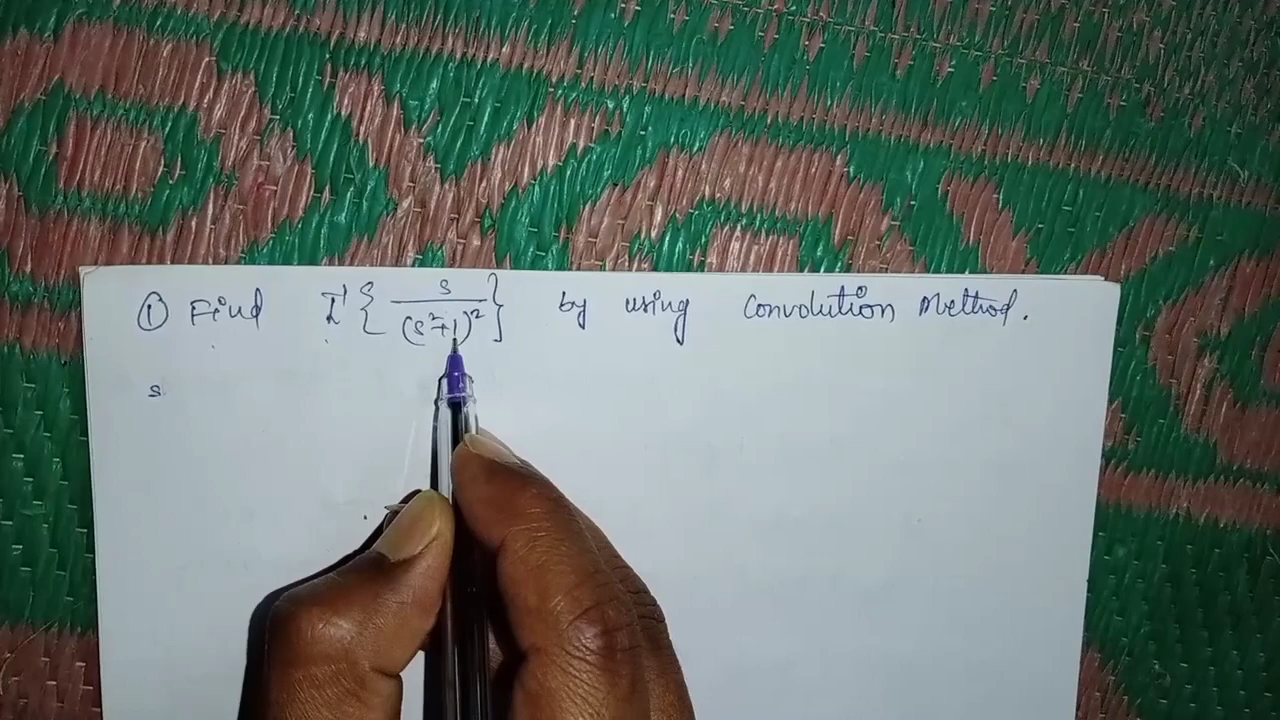 ① Find L⁻¹{ s/(s²+1)² } by using Convolution Method.
s